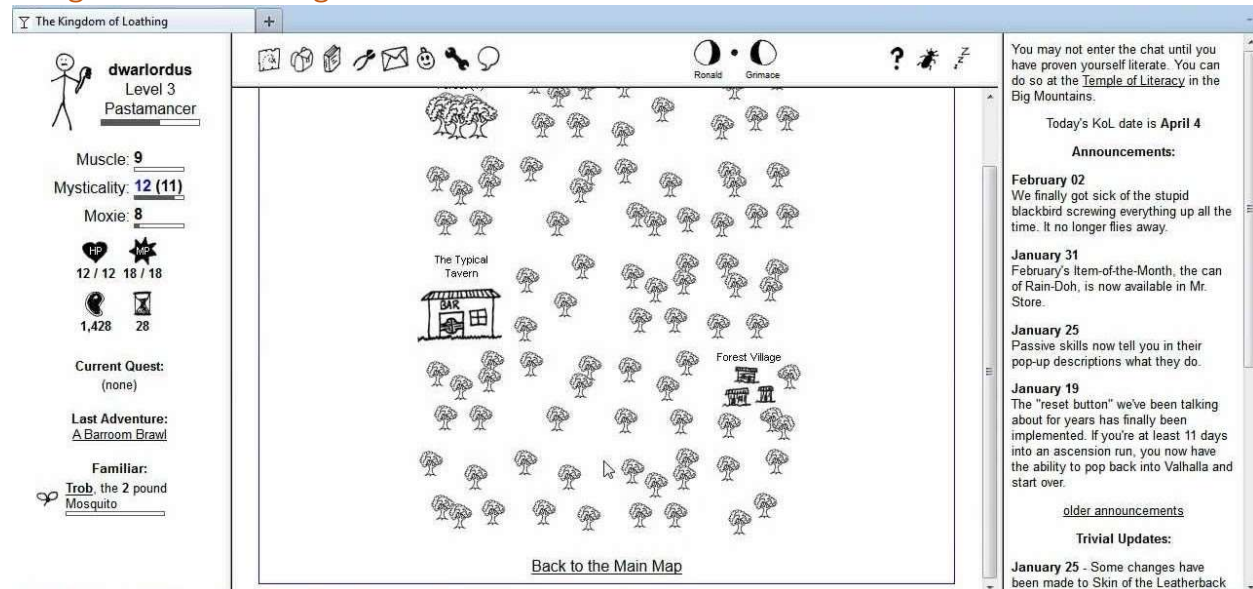 The Kingdom of Loathing
dwarlordus
Level 3
Pastamancer
Muscle: 9
Mysticality: 12 (11)
Moxie: 8
HP
MP
12 / 12 18 / 18
1,428 28
Current Quest:
(none)
Last Adventure:
A Barroom Brawl
Familiar:
Trob, the 2 pound
Mosquito
Ronald Grimace
? z z z
The Typical
Tavern
BAR
Forest Village
Back to the Main Map
You may not enter the chat until you
have proven yourself literate. You can
do so at the Temple of Literacy in the
Big Mountains.
Today's KoL date is April 4
Announcements:
February 02
We finally got sick of the stupid
blackbird screwing everything up all the
time. It no longer flies away.
January 31
February's Item-of-the-Month, the can
of Rain-Doh, is now available in Mr.
Store.
January 25
Passive skills now tell you in their
pop-up descriptions what they do.
January 19
The "reset button" we've been talking
about for years has finally been
implemented. If you're at least 11 days
into an ascension run, you now have
the ability to pop back into Valhalla and
start over.
older announcements
Trivial Updates:
January 25 - Some changes have
been made to Skin of the Leatherback